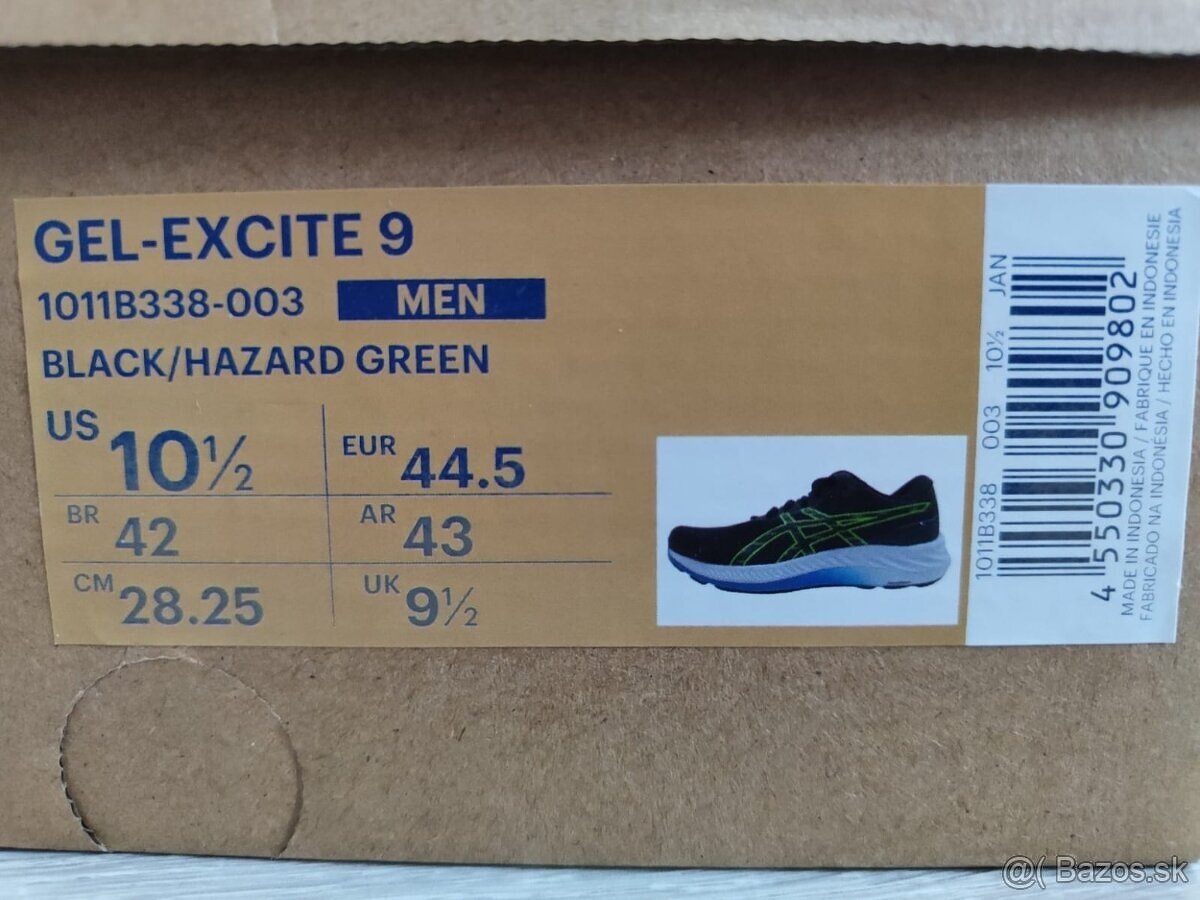 GEL-EXCITE 9
1011B338-003 MEN
BLACK/HAZARD GREEN
US 10½ EUR 44.5
BR 42 AR 43
CM 28.25 UK 9½
1011B338 003 10½ JAN
4 550330 909802
MADE IN INDONESIA / FABRIQUE EN INDONESIE
FABRICADO NA INDONÉSIA / HECHO EN INDONESIA
@( Bazos.sk